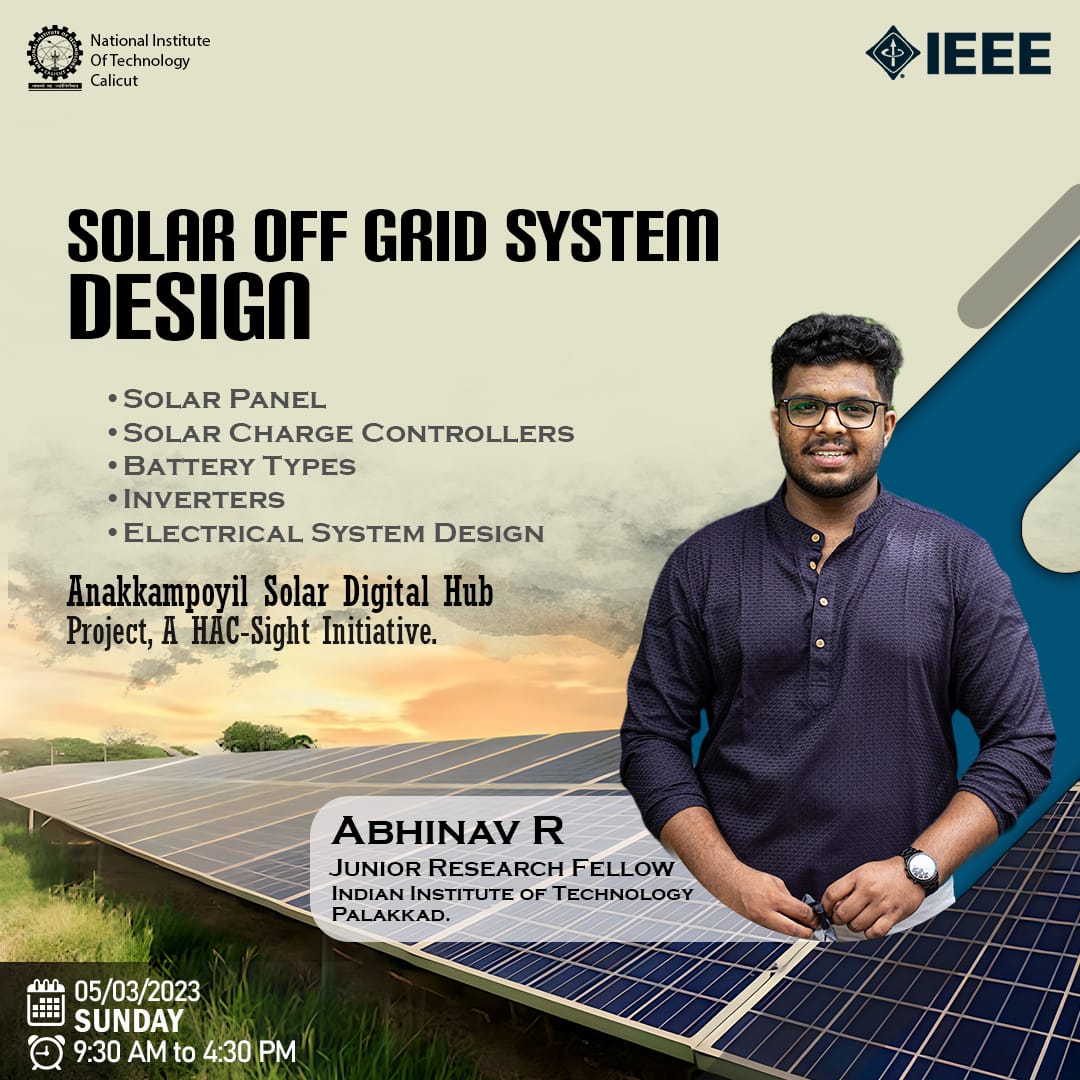 National Institute
Of Technology
Calicut
IEEE
SOLAR OFF GRID SYSTEM
DESIGN
• SOLAR PANEL
• SOLAR CHARGE CONTROLLERS
• BATTERY TYPES
• INVERTERS
• ELECTRICAL SYSTEM DESIGN
Anakkampoyil Solar Digital Hub
Project, A HAC-Sight Initiative.
ABHINAV R
JUNIOR RESEARCH FELLOW
INDIAN INSTITUTE OF TECHNOLOGY
PALAKKAD.
05/03/2023
SUNDAY
9:30 AM to 4:30 PM